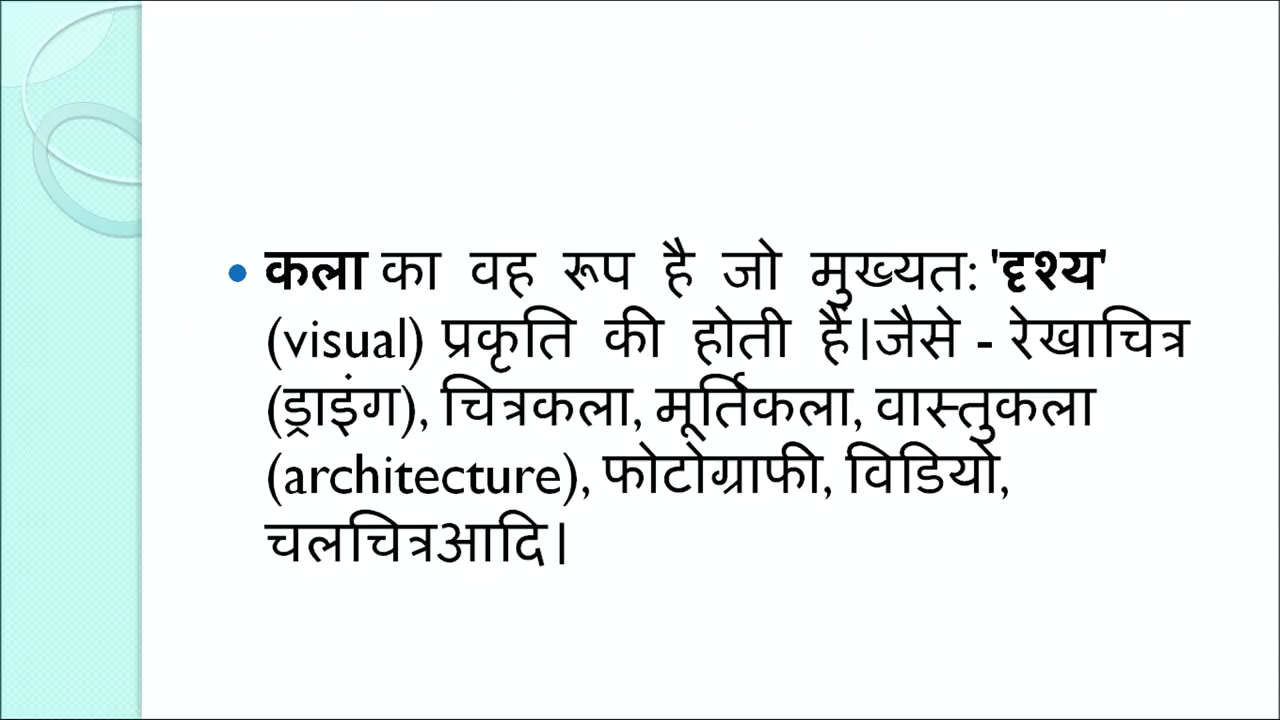 कला का वह रूप है जो मुख्यत: 'दृश्य'
(visual) प्रकृति की होती हैं।जैसे - रेखाचित्र
(ड्राइंग), चित्रकला, मूर्तिकला, वास्तुकला
(architecture), फोटोग्राफी, विडियो,
चलचित्रआदि।